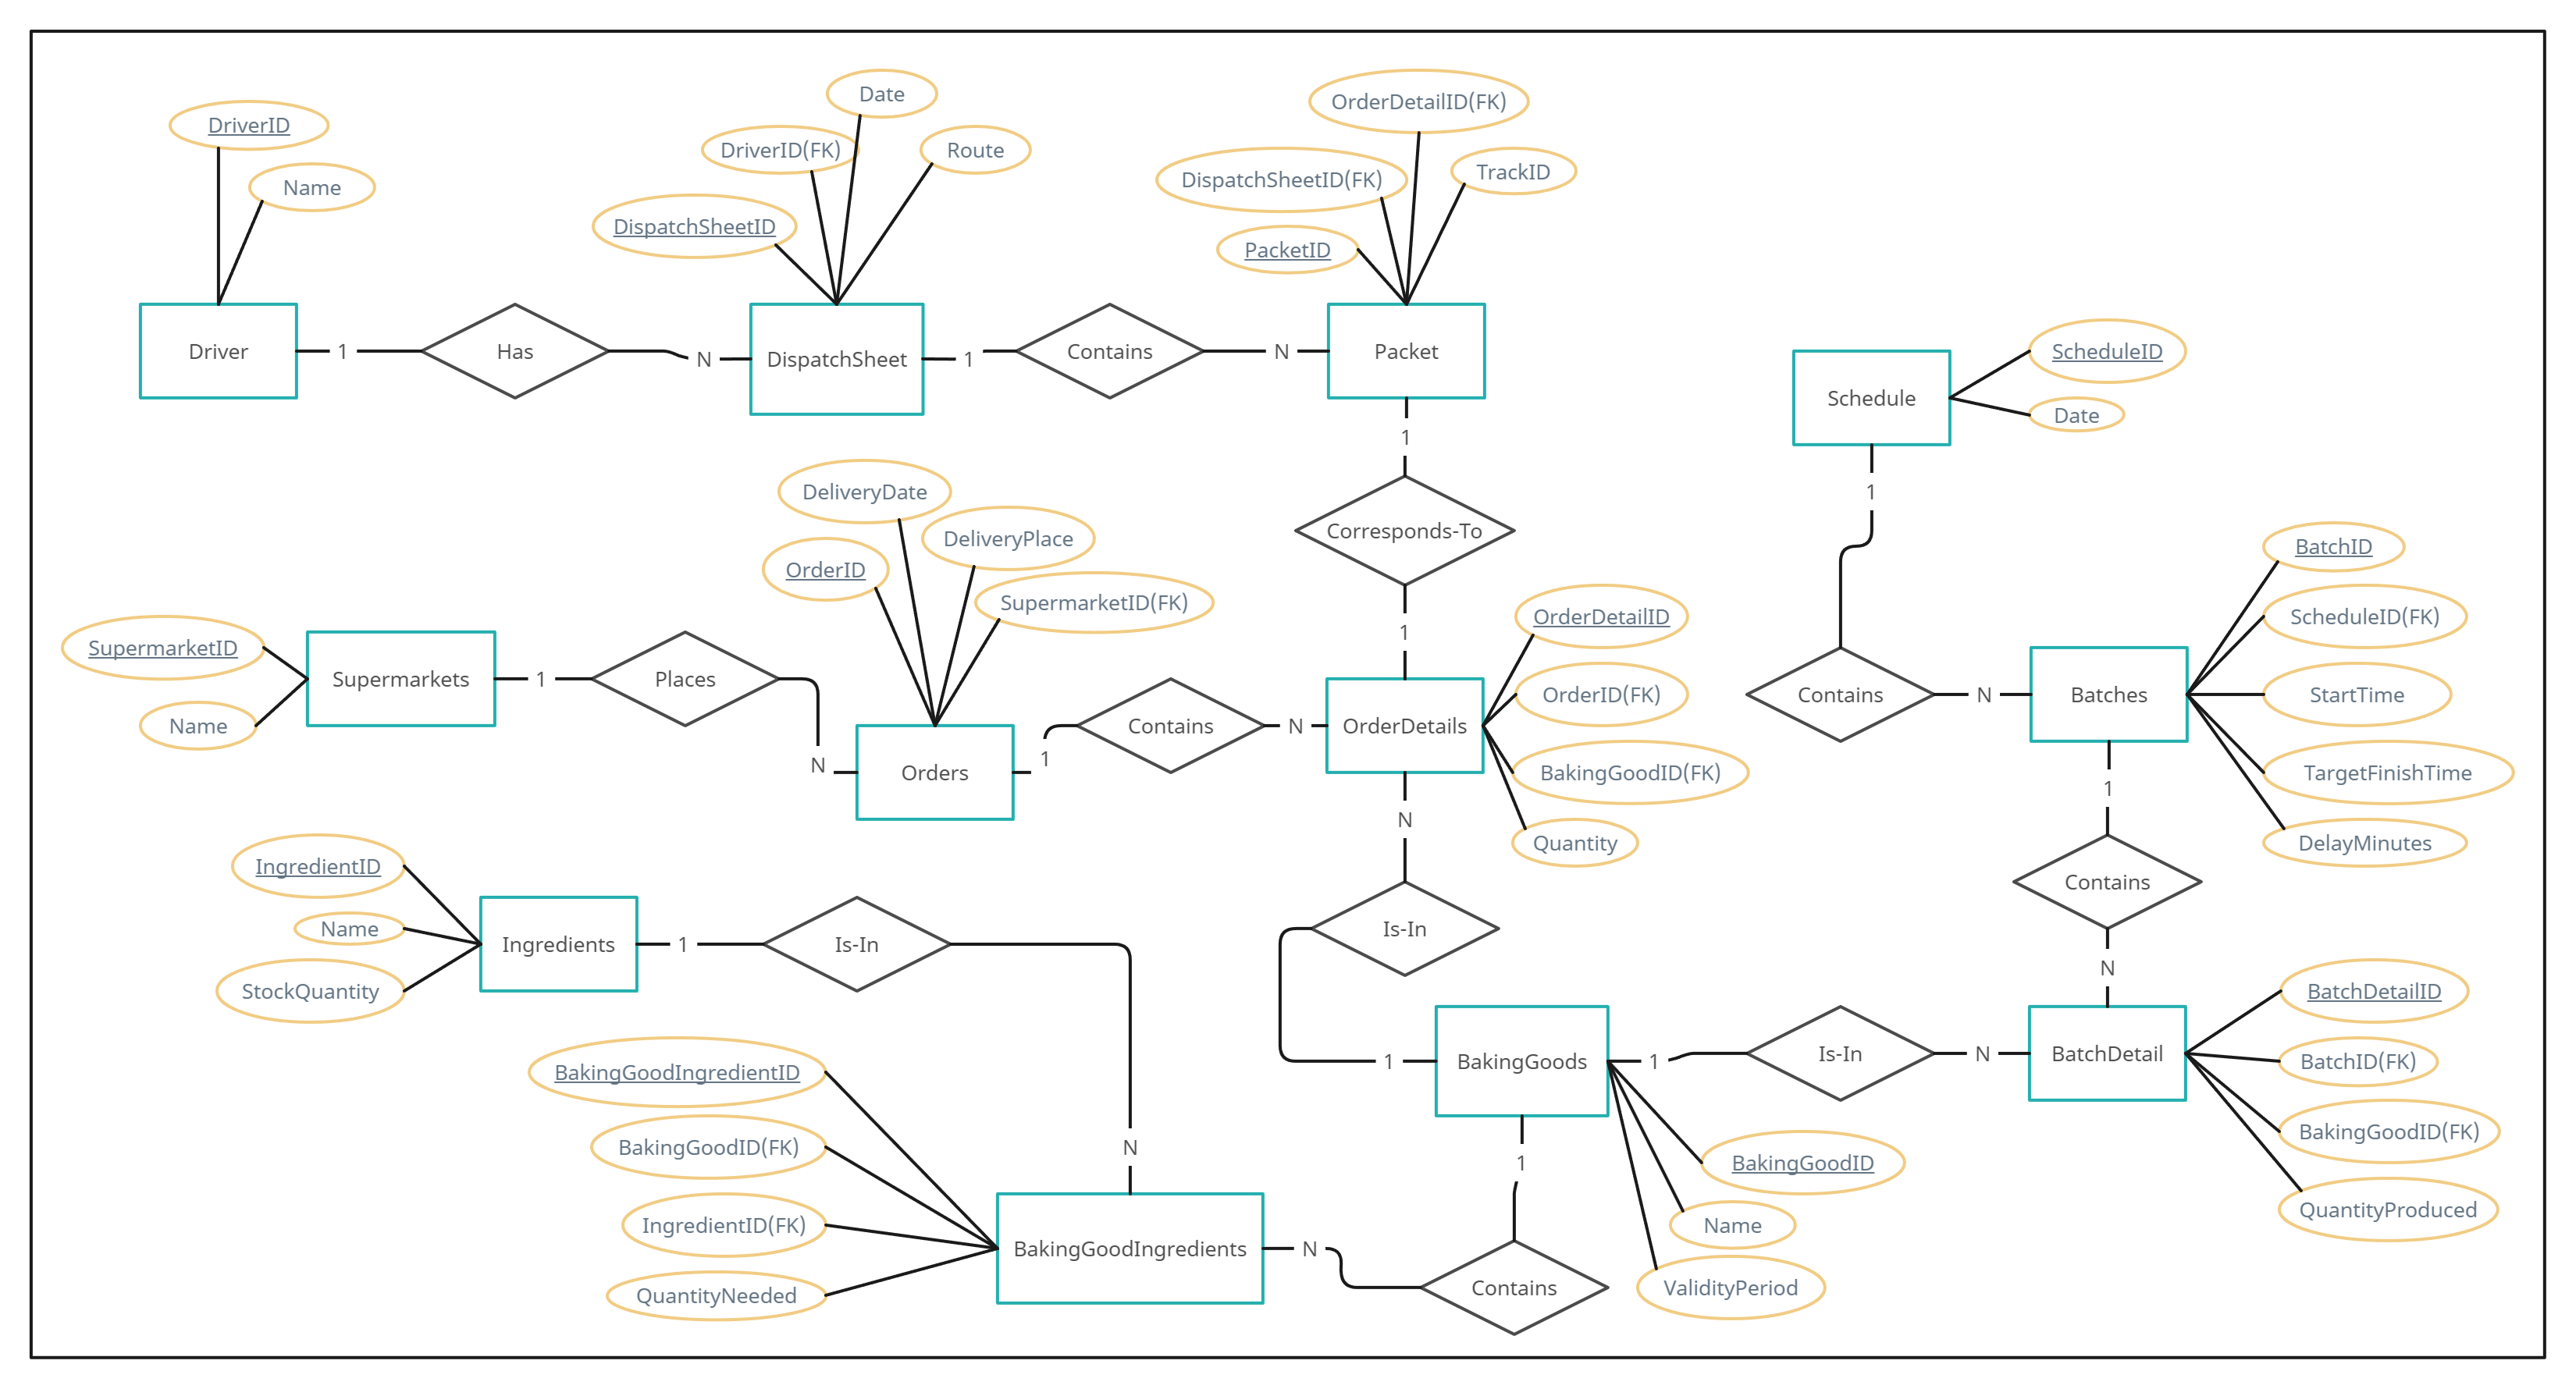 Date
OrderDetailID(FK)
DriverID
DriverID(FK)
Route
TrackID
DispatchSheetID(FK)
Name
DispatchSheetID
PacketID
Driver
1
Has
N
DispatchSheet
1
Contains
N
Packet
Schedule
ScheduleID
Date
1
1
DeliveryDate
DeliveryPlace
OrderID
SupermarketID(FK)
Corresponds-To
BatchID
ScheduleID(FK)
StartTime
TargetFinishTime
DelayMinutes
SupermarketID
Name
Supermarkets
1
Places
N
Orders
1
Contains
N
OrderDetails
1
OrderDetailID
OrderID(FK)
BakingGoodID(FK)
Quantity
Contains
N
Batches
1
Contains
N
N
Is-In
1
IngredientID
Name
StockQuantity
Ingredients
1
Is-In
N
BakingGoods
1
Is-In
N
BatchDetail
BatchDetailID
BatchID(FK)
BakingGoodID(FK)
QuantityProduced
BakingGoodIngredientID
BakingGoodID(FK)
IngredientID(FK)
QuantityNeeded
BakingGoodIngredients
N
Contains
1
BakingGoodID
Name
ValidityPeriod